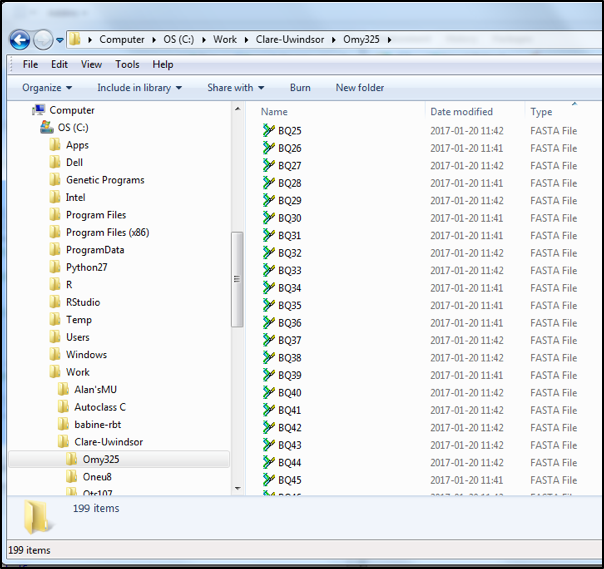 Computer OS (C:) Work Clare-Uwindsor Omy325
File Edit View Tools Help
Organize Include in library Share with Burn New folder
Computer
OS (C:)
Apps
Dell
Genetic Programs
Intel
Program Files
Program Files (x86)
ProgramData
Python27
R
RStudio
Temp
Users
Windows
Work
Alan'sMU
Autoclass C
babine-rbt
Clare-Uwindsor
Omy325
Oneu8
Ots107
Name Date modified Type
BQ25 2017-01-20 11:42 FASTA File
BQ26 2017-01-20 11:41 FASTA File
BQ27 2017-01-20 11:42 FASTA File
BQ28 2017-01-20 11:41 FASTA File
BQ29 2017-01-20 11:42 FASTA File
BQ30 2017-01-20 11:41 FASTA File
BQ31 2017-01-20 11:41 FASTA File
BQ32 2017-01-20 11:42 FASTA File
BQ33 2017-01-20 11:42 FASTA File
BQ34 2017-01-20 11:41 FASTA File
BQ35 2017-01-20 11:41 FASTA File
BQ36 2017-01-20 11:41 FASTA File
BQ37 2017-01-20 11:42 FASTA File
BQ38 2017-01-20 11:42 FASTA File
BQ39 2017-01-20 11:41 FASTA File
BQ40 2017-01-20 11:42 FASTA File
BQ41 2017-01-20 11:42 FASTA File
BQ42 2017-01-20 11:42 FASTA File
BQ43 2017-01-20 11:42 FASTA File
BQ44 2017-01-20 11:42 FASTA File
BQ45 2017-01-20 11:41 FASTA File
199 items
199 items